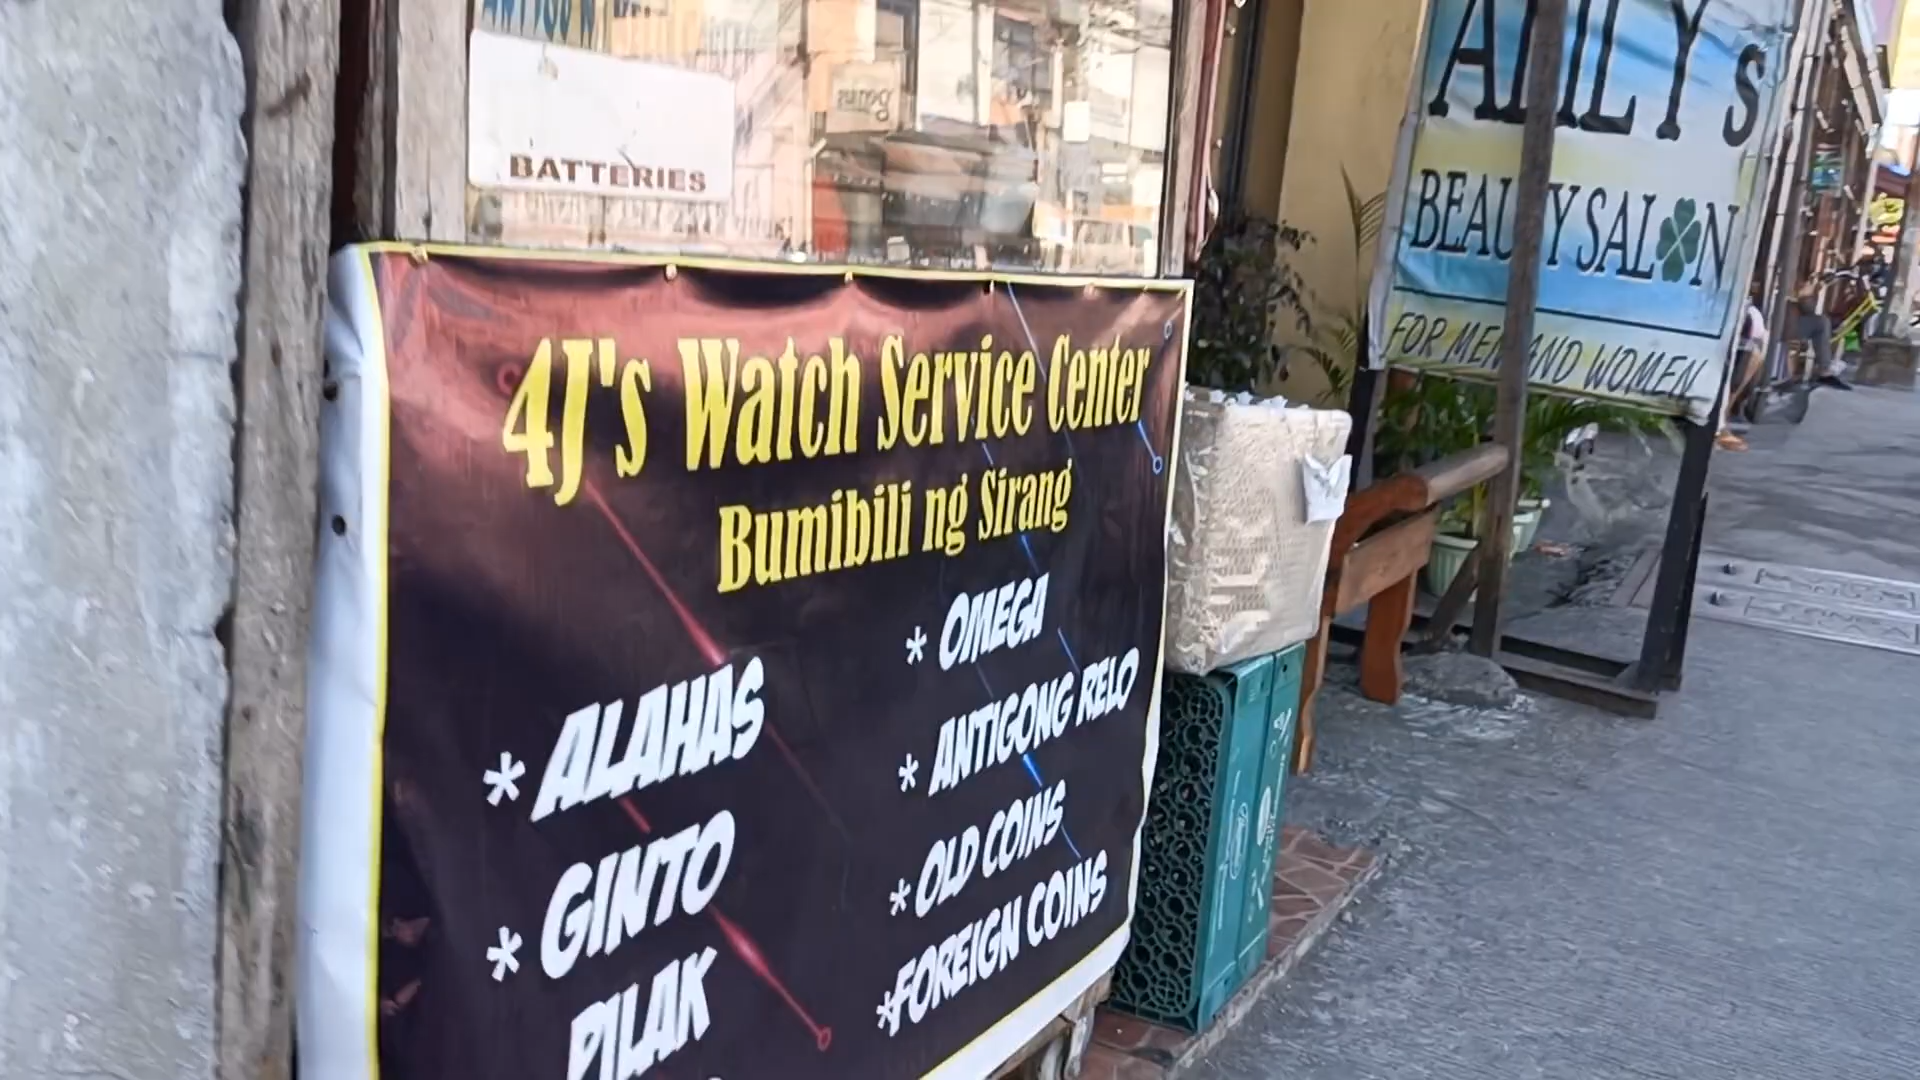 BATTERIES
4J's Watch Service Center
Bumibili ng Sirang
* ALAHAS
* GINTO
PILAK
* OMEGA
* ANTIGONG RELO
* OLD COINS
*FOREIGN COINS
BEAUTY SALON
FOR MEN AND WOMEN